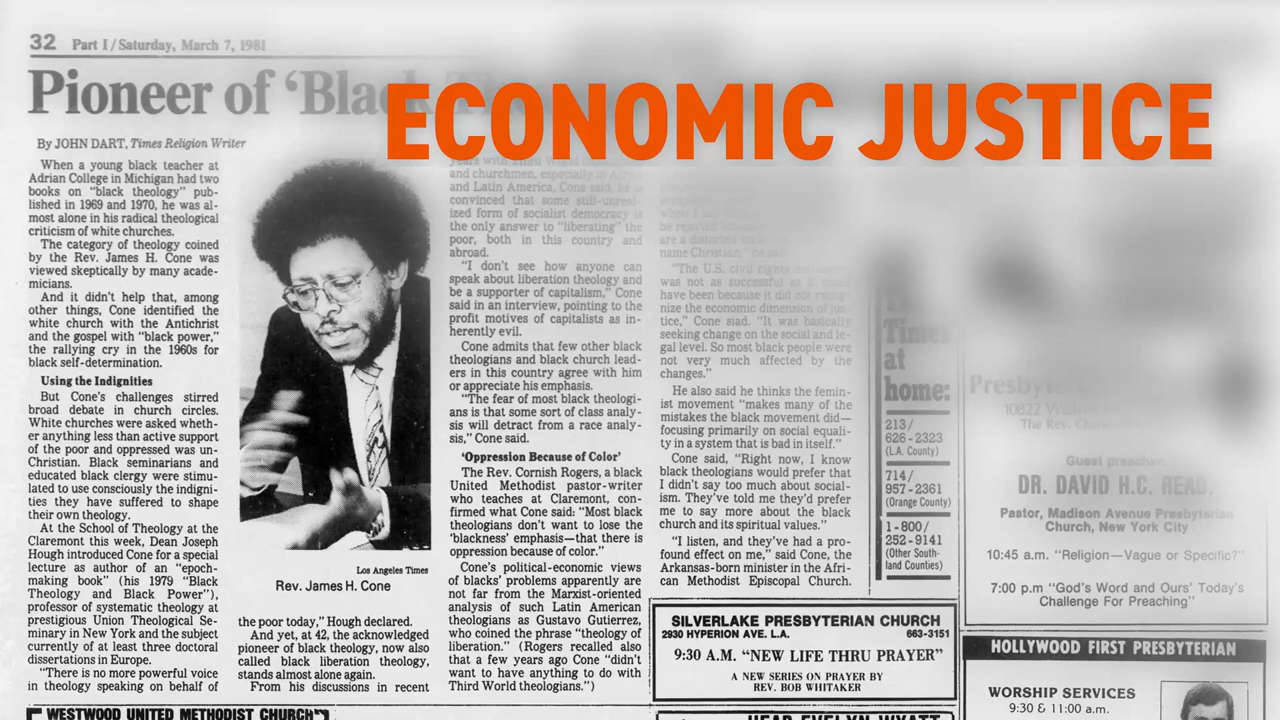 32 Part I/Saturday, March 7, 1981
Pioneer of ‘Black
ECONOMIC JUSTICE
By JOHN DART, Times Religion Writer
When a young black teacher at
Adrian College in Michigan had two
books on "black theology" pub-
lished in 1969 and 1970, he was al-
most alone in his radical theological
criticism of white churches.
The category of theology coined
by the Rev. James H. Cone was
viewed skeptically by many acade-
micians.
And it didn't help that, among
other things, Cone identified the
white church with the Antichrist
and the gospel with "black power,"
the rallying cry in the 1960s for
black self-determination.
Using the Indignities
But Cone's challenges stirred
broad debate in church circles.
White churches were asked wheth-
er anything less than active support
of the poor and oppressed was un-
Christian. Black seminarians and
educated black clergy were stimu-
lated to use consciously the indigni-
ties they have suffered to shape
their own theology.
At the School of Theology at the
Claremont this week, Dean Joseph
Hough introduced Cone for a special
lecture as author of an "epoch-
making book" (his 1979 "Black
Theology and Black Power"),
professor of systematic theology at
prestigious Union Theological Se-
minary in New York and the subject
currently of at least three doctoral
dissertations in Europe.
"There is no more powerful voice
in theology speaking on behalf of
Los Angeles Times
Rev. James H. Cone
the poor today," Hough declared.
And yet, at 42, the acknowledged
pioneer of black theology, now also
called black liberation theology,
stands almost alone again.
From his discussions in recent
years with Third World
and churchmen, especially in Africa
and Latin America, Cone said, he is
convinced that some still-unreal-
ized form of socialist democracy is
the only answer to "liberating" the
poor, both in this country and
abroad.
"I don't see how anyone can
speak about liberation theology and
be a supporter of capitalism," Cone
said in an interview, pointing to the
profit motives of capitalists as in-
herently evil.
Cone admits that few other black
theologians and black church lead-
ers in this country agree with him
or appreciate his emphasis.
"The fear of most black theologi-
ans is that some sort of class analy-
sis will detract from a race analy-
sis," Cone said.
‘Oppression Because of Color’
The Rev. Cornish Rogers, a black
United Methodist pastor-writer
who teaches at Claremont, con-
firmed what Cone said: "Most black
theologians don't want to lose the
'blackness' emphasis—that there is
oppression because of color."
Cone's political-economic views
of blacks' problems apparently are
not far from the Marxist-oriented
analysis of such Latin American
theologians as Gustavo Gutierrez,
who coined the phrase "theology of
liberation." (Rogers recalled also
that a few years ago Cone "didn't
want to have anything to do with
Third World theologians.")
when I say
be rejected
are a distorted
name Christian," he said.
"The U.S. civil rights movement
was not as successful as it might
have been because it did not recog-
nize the economic dimension of jus-
tice," Cone siad. "It was basically
seeking change on the social and le-
gal level. So most black people were
not very much affected by the
changes."
He also said he thinks the femin-
ist movement "makes many of the
mistakes the black movement did—
focusing primarily on social equali-
ty in a system that is bad in itself."
Cone said, "Right now, I know
black theologians would prefer that
I didn't say too much about social-
ism. They've told me they'd prefer
me to say more about the black
church and its spiritual values."
"I listen, and they've had a pro-
found effect on me," said Cone, the
Arkansas-born minister in the Afri-
can Methodist Episcopal Church.
Times
at
home:
213/
626-2323
(L.A. County)
714/
957-2361
(Orange County)
1-800/
252-9141
(Other South-
land Counties)
10822
The Rev.
Guest preacher:
DR. DAVID H.C. READ,
Pastor, Madison Avenue Presbyterian
Church, New York City
10:45 a.m. "Religion—Vague or Specific?"
7:00 p.m "God's Word and Ours' Today's
Challenge For Preaching"
SILVERLAKE PRESBYTERIAN CHURCH
2930 HYPERION AVE. L.A. 663-3151
9:30 A.M. "NEW LIFE THRU PRAYER"
A NEW SERIES ON PRAYER BY
REV. BOB WHITAKER
HOLLYWOOD FIRST PRESBYTERIAN
WORSHIP SERVICES
9:30 & 11:00 a.m.
WESTWOOD UNITED METHODIST CHURCH
HEAR EVELYN WYATT